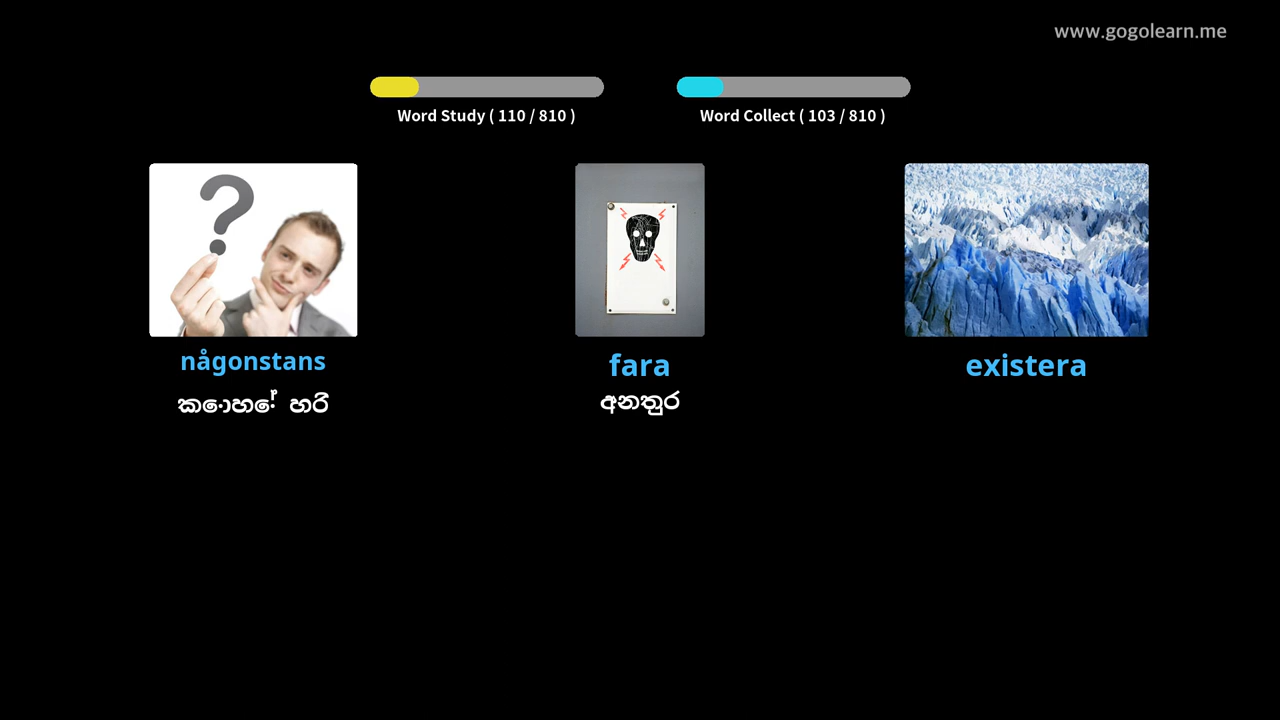 www.gogolearn.me
Word Study ( 110 / 810 )
Word Collect ( 103 / 810 )
någonstans
fara
existera
කොහේ හරි
අනතුර